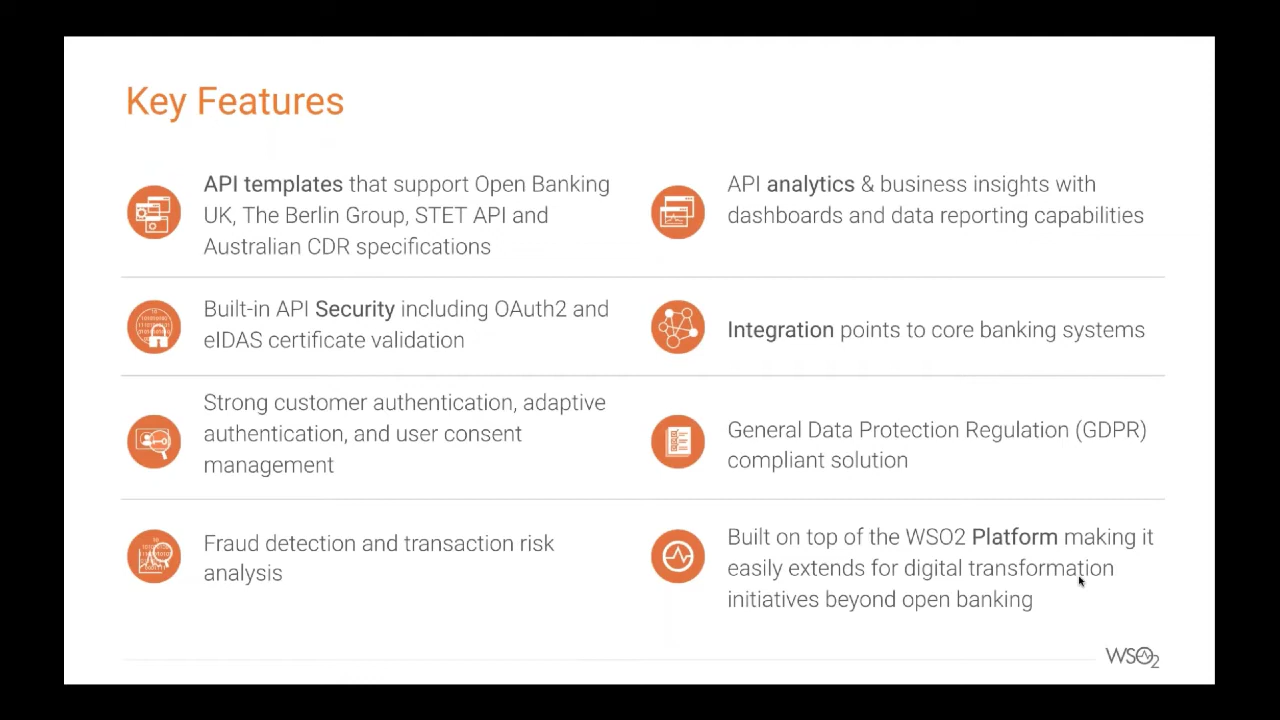 Key Features
API templates that support Open Banking
UK, The Berlin Group, STET API and
Australian CDR specifications
API analytics & business insights with
dashboards and data reporting capabilities
Built-in API Security including OAuth2 and
eIDAS certificate validation
Integration points to core banking systems
Strong customer authentication, adaptive
authentication, and user consent
management
General Data Protection Regulation (GDPR)
compliant solution
Fraud detection and transaction risk
analysis
Built on top of the WSO2 Platform making it
easily extends for digital transformation
initiatives beyond open banking
WSO2